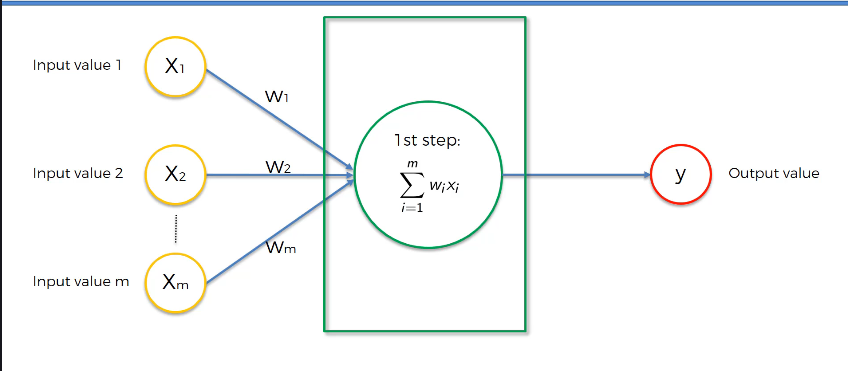 Input value 1
X1
W1
Input value 2
X2
W2
Input value m
Xm
Wm
1st step:
m
∑ wixi
i=1
y
Output value